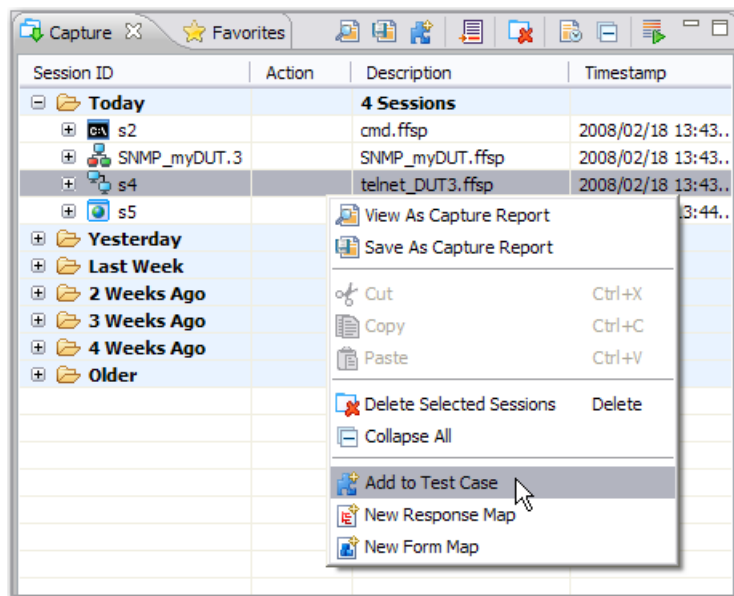 Capture Favorites
Session ID Action Description Timestamp
Today 4 Sessions
s2 cmd.ffsp 2008/02/18 13:43..
SNMP_myDUT.3 SNMP_myDUT.ffsp 2008/02/18 13:43..
s4 telnet_DUT3.ffsp 2008/02/18 13:43..
s5 3:44..
Yesterday
Last Week
2 Weeks Ago
3 Weeks Ago
4 Weeks Ago
Older
View As Capture Report
Save As Capture Report
Cut Ctrl+X
Copy Ctrl+C
Paste Ctrl+V
Delete Selected Sessions Delete
Collapse All
Add to Test Case
New Response Map
New Form Map